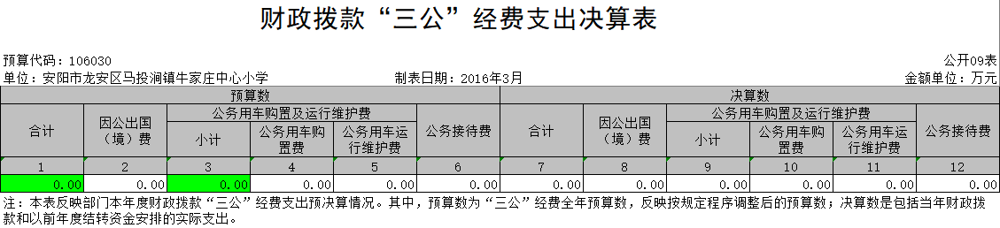 财政拨款“三公”经费支出决算表
预算代码：106030 公开09表
单位：安阳市龙安区马投涧镇牛家庄中心小学 制表日期：2016年3月 金额单位：万元
预算数 决算数
合计 因公出国（境）费 公务用车购置及运行维护费 公务接待费 合计 因公出国（境）费 公务用车购置及运行维护费 公务接待费
小计 公务用车购置费 公务用车运行维护费 小计 公务用车购置费 公务用车运行维护费
1 2 3 4 5 6 7 8 9 10 11 12
0.00 0.00 0.00 0.00 0.00 0.00 0.00 0.00 0.00 0.00 0.00 0.00
注：本表反映部门本年度财政拨款“三公”经费支出预决算情况。其中，预算数为“三公”经费全年预算数，反映按规定程序调整后的预算数；决算数是包括当年财政拨
款和以前年度结转资金安排的实际支出。